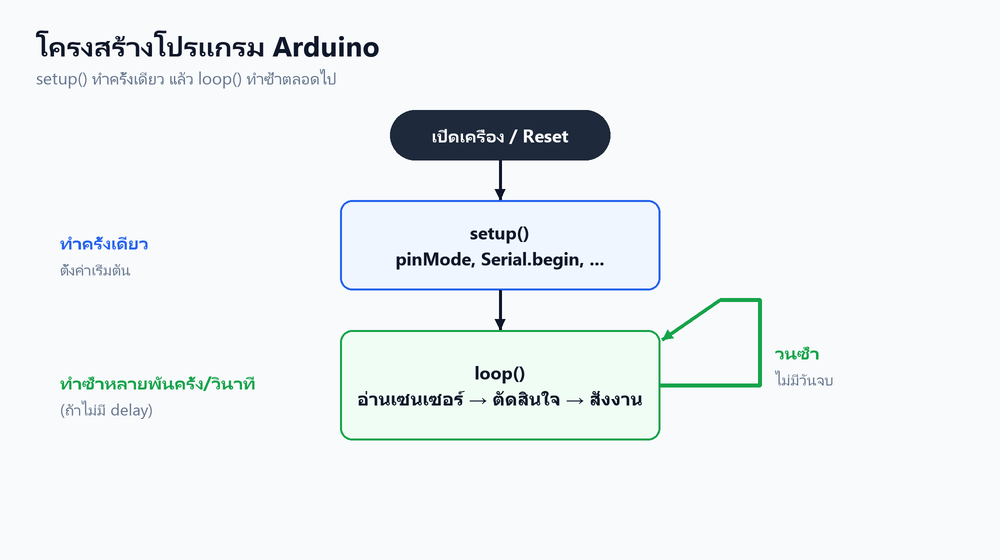 โครงสร้างโปรแกรม Arduino
setup() ทำครั้งเดียว แล้ว loop() ทำซ้ำตลอดไป
เปิดเครื่อง / Reset
setup()
pinMode, Serial.begin, ...
ทำครั้งเดียว
ตั้งค่าเริ่มต้น
loop()
อ่านเซนเซอร์ → ตัดสินใจ → สั่งงาน
วนซ้ำ
ไม่มีวันจบ
ทำซ้ำหลายพันครั้ง/วินาที
(ถ้าไม่มี delay)